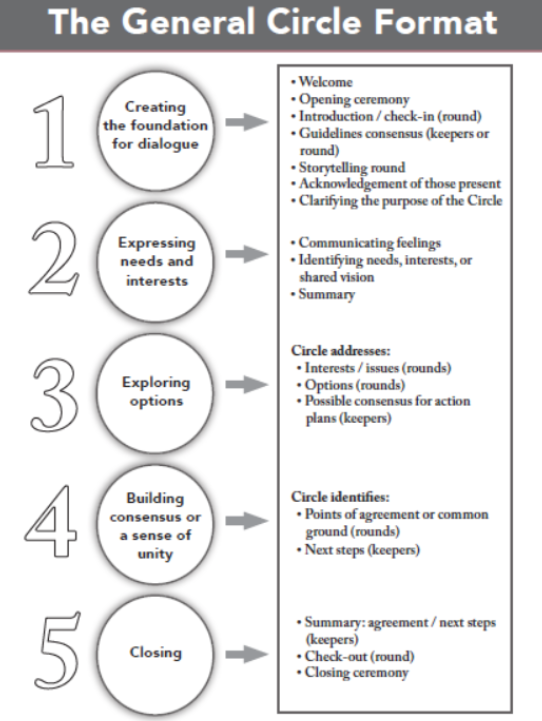 The General Circle Format
1
Creating
the foundation
for dialogue
• Welcome
• Opening ceremony
• Introduction / check-in (round)
• Guidelines consensus (keepers or
round)
• Storytelling round
• Acknowledgement of those present
• Clarifying the purpose of the Circle
2
Expressing
needs and
interests
• Communicating feelings
• Identifying needs, interests, or
shared vision
• Summary
3
Exploring
options
Circle addresses:
• Interests / issues (rounds)
• Options (rounds)
• Possible consensus for action
plans (keepers)
4
Building
consensus or
a sense of
unity
Circle identifies:
• Points of agreement or common
ground (rounds)
• Next steps (keepers)
5
Closing
• Summary: agreement / next steps
(keepers)
• Check-out (round)
• Closing ceremony